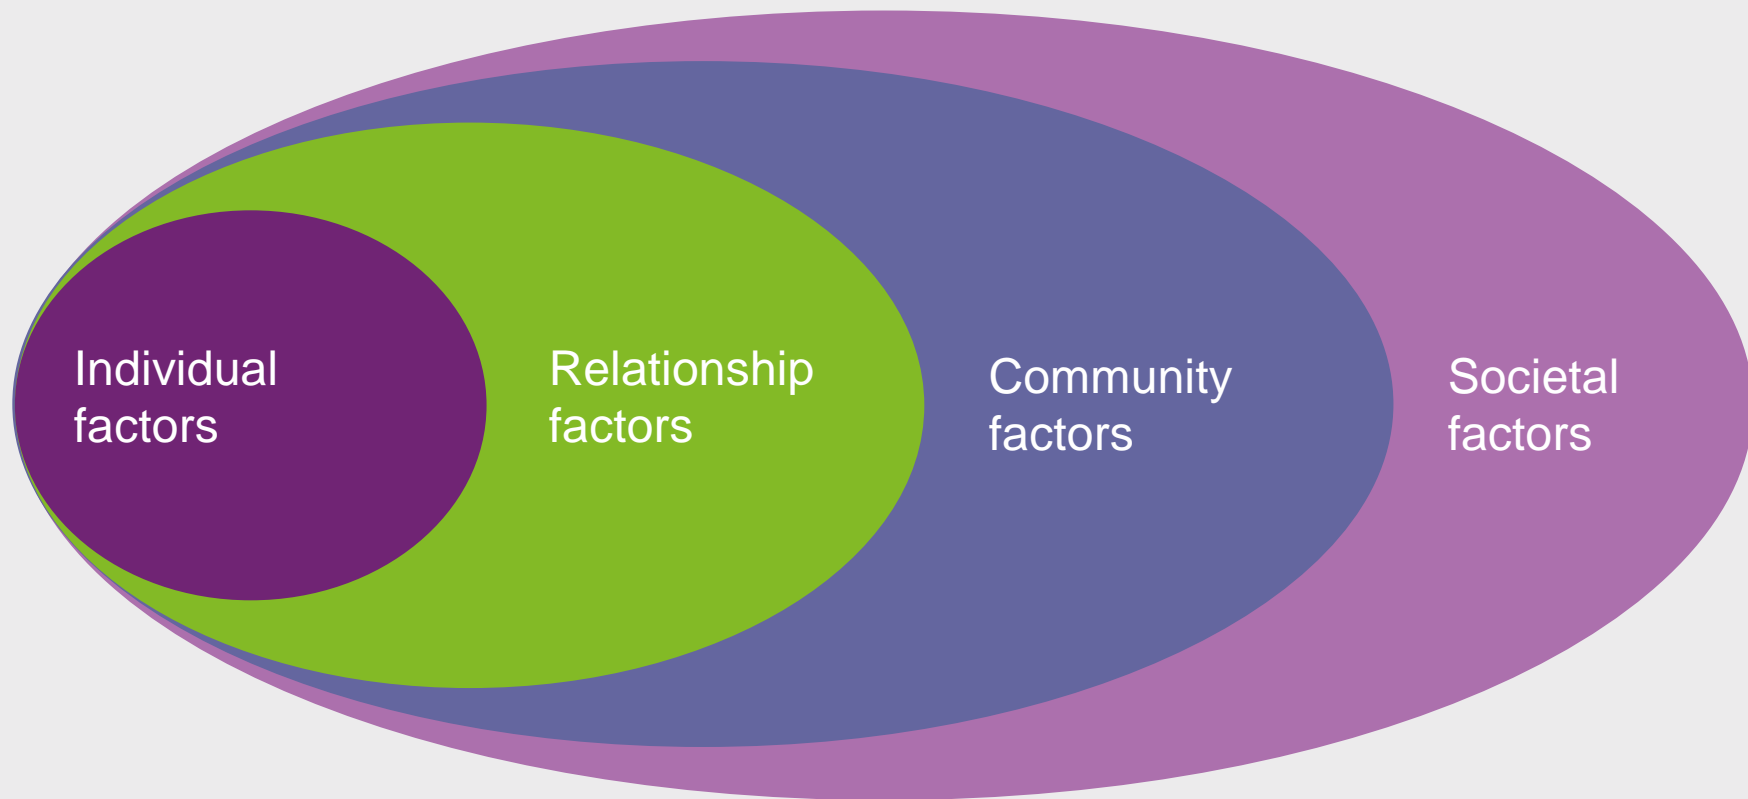 Individual
factors
Relationship
factors
Community
factors
Societal
factors